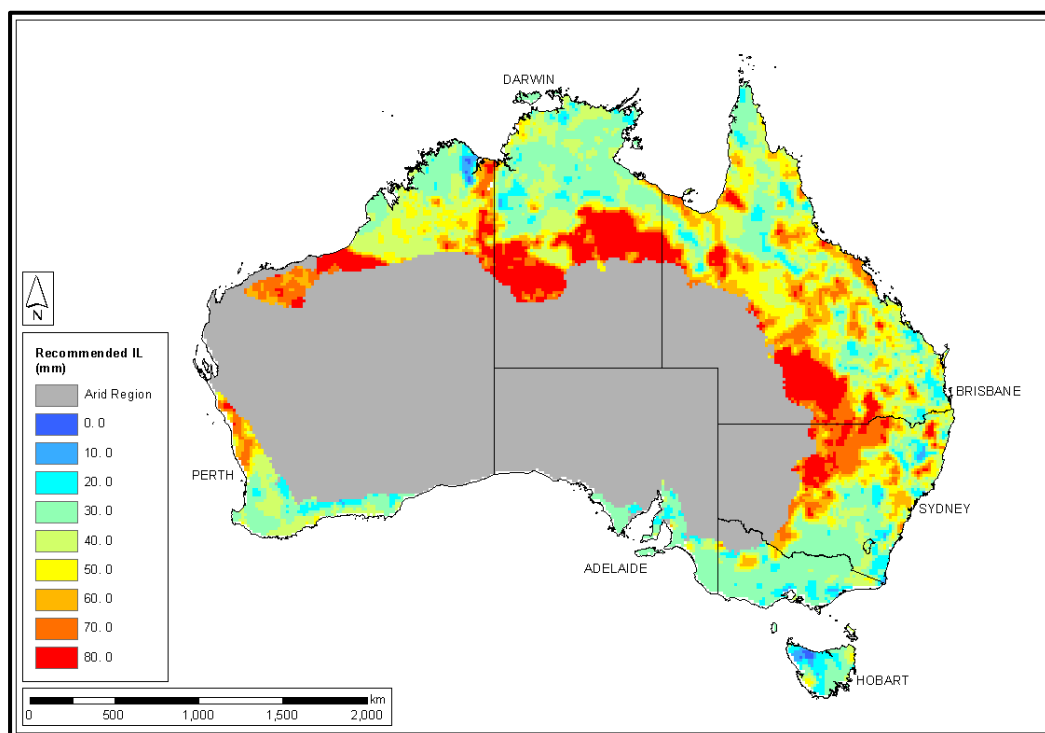 DARWIN
BRISBANE
PERTH
SYDNEY
ADELAIDE
HOBART
N
Recommended IL
(mm)
Arid Region
0. 0
10. 0
20. 0
30. 0
40. 0
50. 0
60. 0
70. 0
80. 0
km
0 500 1,000 1,500 2,000